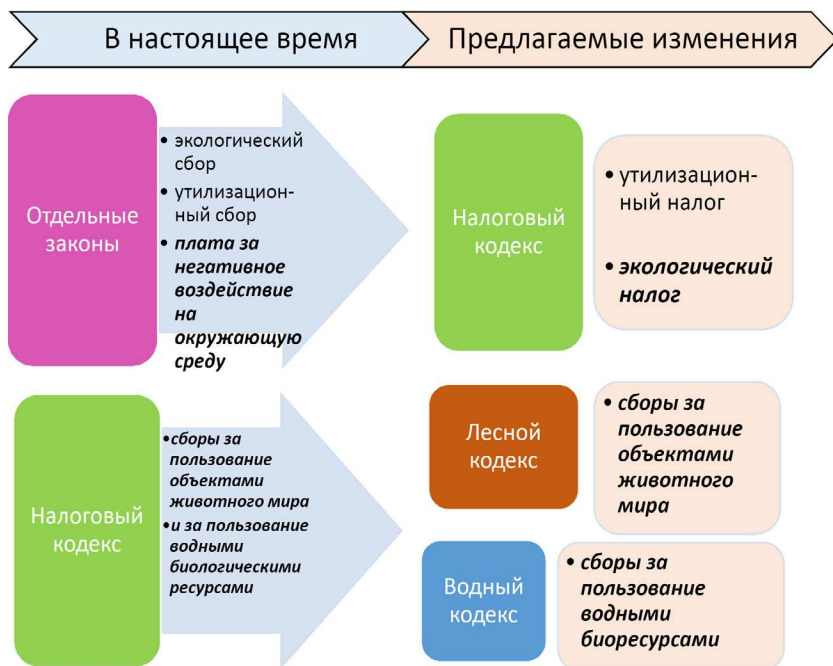 В настоящее время
Предлагаемые изменения
Отдельные
законы
• экологический
сбор
• утилизацион-
ный сбор
• плата за
негативное
воздействие
на
окружающую
среду
Налоговый
кодекс
• утилизацион-
ный налог
• экологический
налог
Налоговый
кодекс
•сборы за
пользование
объектами
животного мира
•и за пользование
водными
биологическими
ресурсами
Лесной
кодекс
• сборы за
пользование
объектами
животного
мира
Водный
кодекс
• сборы за
пользование
водными
биоресурсами